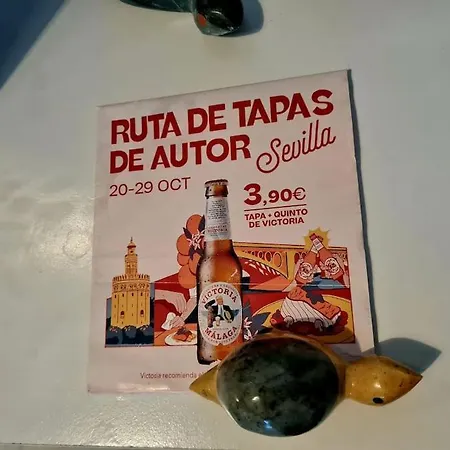 RUTA DE TAPAS
DE AUTOR Sevilla
20-29 OCT
3,90€
TAPA + QUINTO
DE VICTORIA
VICTORIA
MÁLAGA
Victoria recomienda